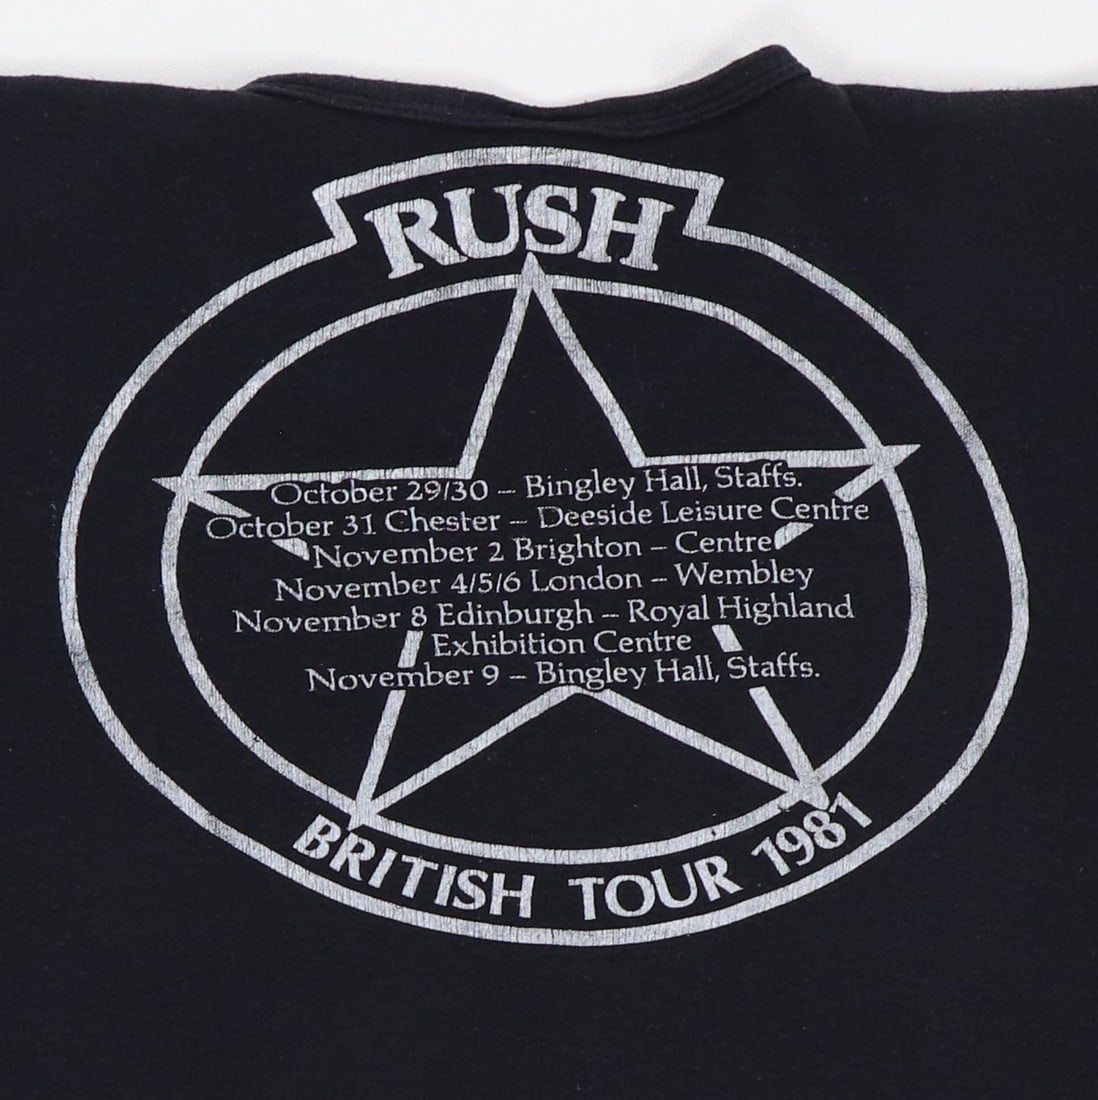 RUSH
October 29/30 – Bingley Hall, Staffs.
October 31 Chester – Deeside Leisure Centre
November 2 Brighton – Centre
November 4/5/6 London – Wembley
November 8 Edinburgh – Royal Highland
Exhibition Centre
November 9 – Bingley Hall, Staffs.
BRITISH TOUR 1981